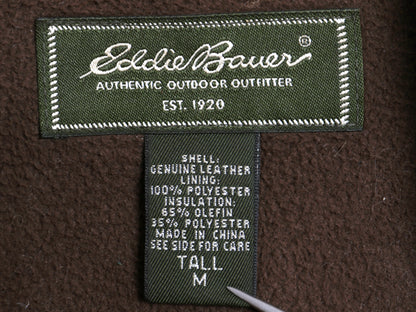 Eddie Bauer®
AUTHENTIC OUTDOOR OUTFITTER
EST. 1920
SHELL:
GENUINE LEATHER
LINING:
100% POLYESTER
INSULATION:
65% OLEFIN
35% POLYESTER
MADE IN CHINA
SEE SIDE FOR CARE
TALL
M